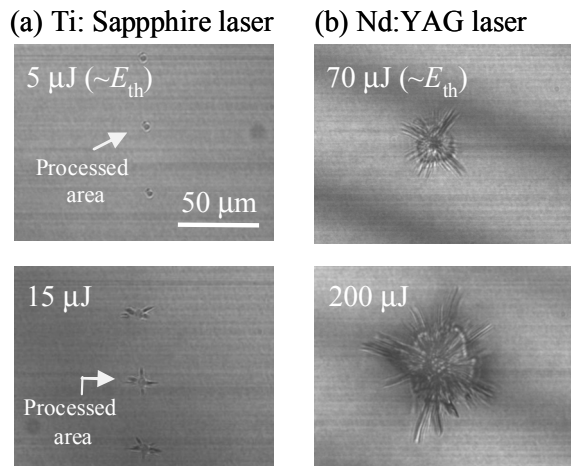 (a) Ti: Sappphire laser
(b) Nd:YAG laser
5 μJ (~Eth)
Processed
area
50 μm
70 μJ (~Eth)
15 μJ
Processed
area
200 μJ